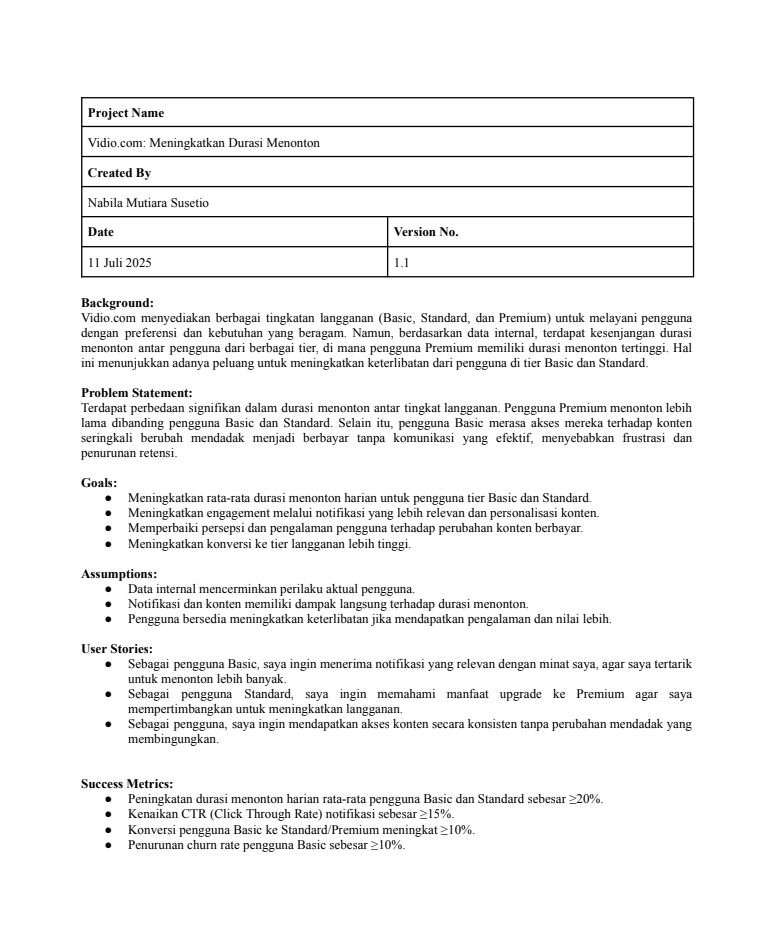 Project Name
Vidio.com: Meningkatkan Durasi Menonton
Created By
Nabila Mutiara Susetio
Date
Version No.
11 Juli 2025
1.1
Background:
Vidio.com menyediakan berbagai tingkatan langganan (Basic, Standard, dan Premium) untuk melayani pengguna
dengan preferensi dan kebutuhan yang beragam. Namun, berdasarkan data internal, terdapat kesenjangan durasi
menonton antar pengguna dari berbagai tier, di mana pengguna Premium memiliki durasi menonton tertinggi. Hal
ini menunjukkan adanya peluang untuk meningkatkan keterlibatan dari pengguna di tier Basic dan Standard.
Problem Statement:
Terdapat perbedaan signifikan dalam durasi menonton antar tingkat langganan. Pengguna Premium menonton lebih
lama dibanding pengguna Basic dan Standard. Selain itu, pengguna Basic merasa akses mereka terhadap konten
seringkali berubah mendadak menjadi berbayar tanpa komunikasi yang efektif, menyebabkan frustrasi dan
penurunan retensi.
Goals:
● Meningkatkan rata-rata durasi menonton harian untuk pengguna tier Basic dan Standard.
● Meningkatkan engagement melalui notifikasi yang lebih relevan dan personalisasi konten.
● Memperbaiki persepsi dan pengalaman pengguna terhadap perubahan konten berbayar.
● Meningkatkan konversi ke tier langganan lebih tinggi.
Assumptions:
● Data internal mencerminkan perilaku aktual pengguna.
● Notifikasi dan konten memiliki dampak langsung terhadap durasi menonton.
● Pengguna bersedia meningkatkan keterlibatan jika mendapatkan pengalaman dan nilai lebih.
User Stories:
● Sebagai pengguna Basic, saya ingin menerima notifikasi yang relevan dengan minat saya, agar saya tertarik
untuk menonton lebih banyak.
● Sebagai pengguna Standard, saya ingin memahami manfaat upgrade ke Premium agar saya
mempertimbangkan untuk meningkatkan langganan.
● Sebagai pengguna, saya ingin mendapatkan akses konten secara konsisten tanpa perubahan mendadak yang
membingungkan.
Success Metrics:
● Peningkatan durasi menonton harian rata-rata pengguna Basic dan Standard sebesar ≥20%.
● Kenaikan CTR (Click Through Rate) notifikasi sebesar ≥15%.
● Konversi pengguna Basic ke Standard/Premium meningkat ≥10%.
● Penurunan churn rate pengguna Basic sebesar ≥10%.